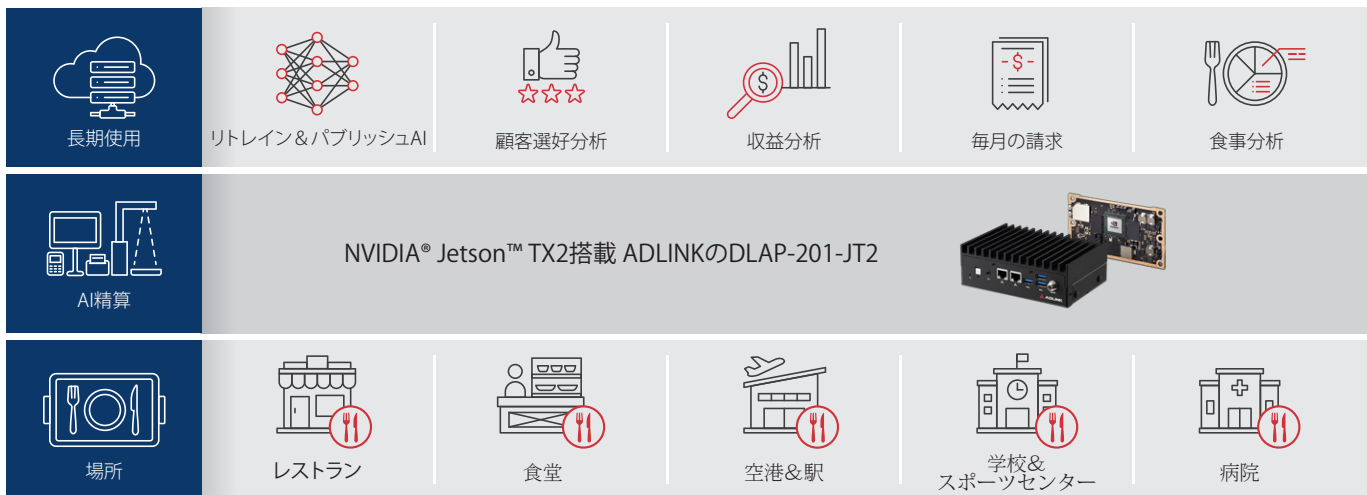 長期使用
リトレイン＆パブリッシュAI
顧客選好分析
収益分析
毎月の請求
食事分析
AI精算
NVIDIA® Jetson™ TX2搭載 ADLINKのDLAP-201-JT2
ADLINK
場所
レストラン
食堂
空港&駅
学校&
スポーツセンター
病院